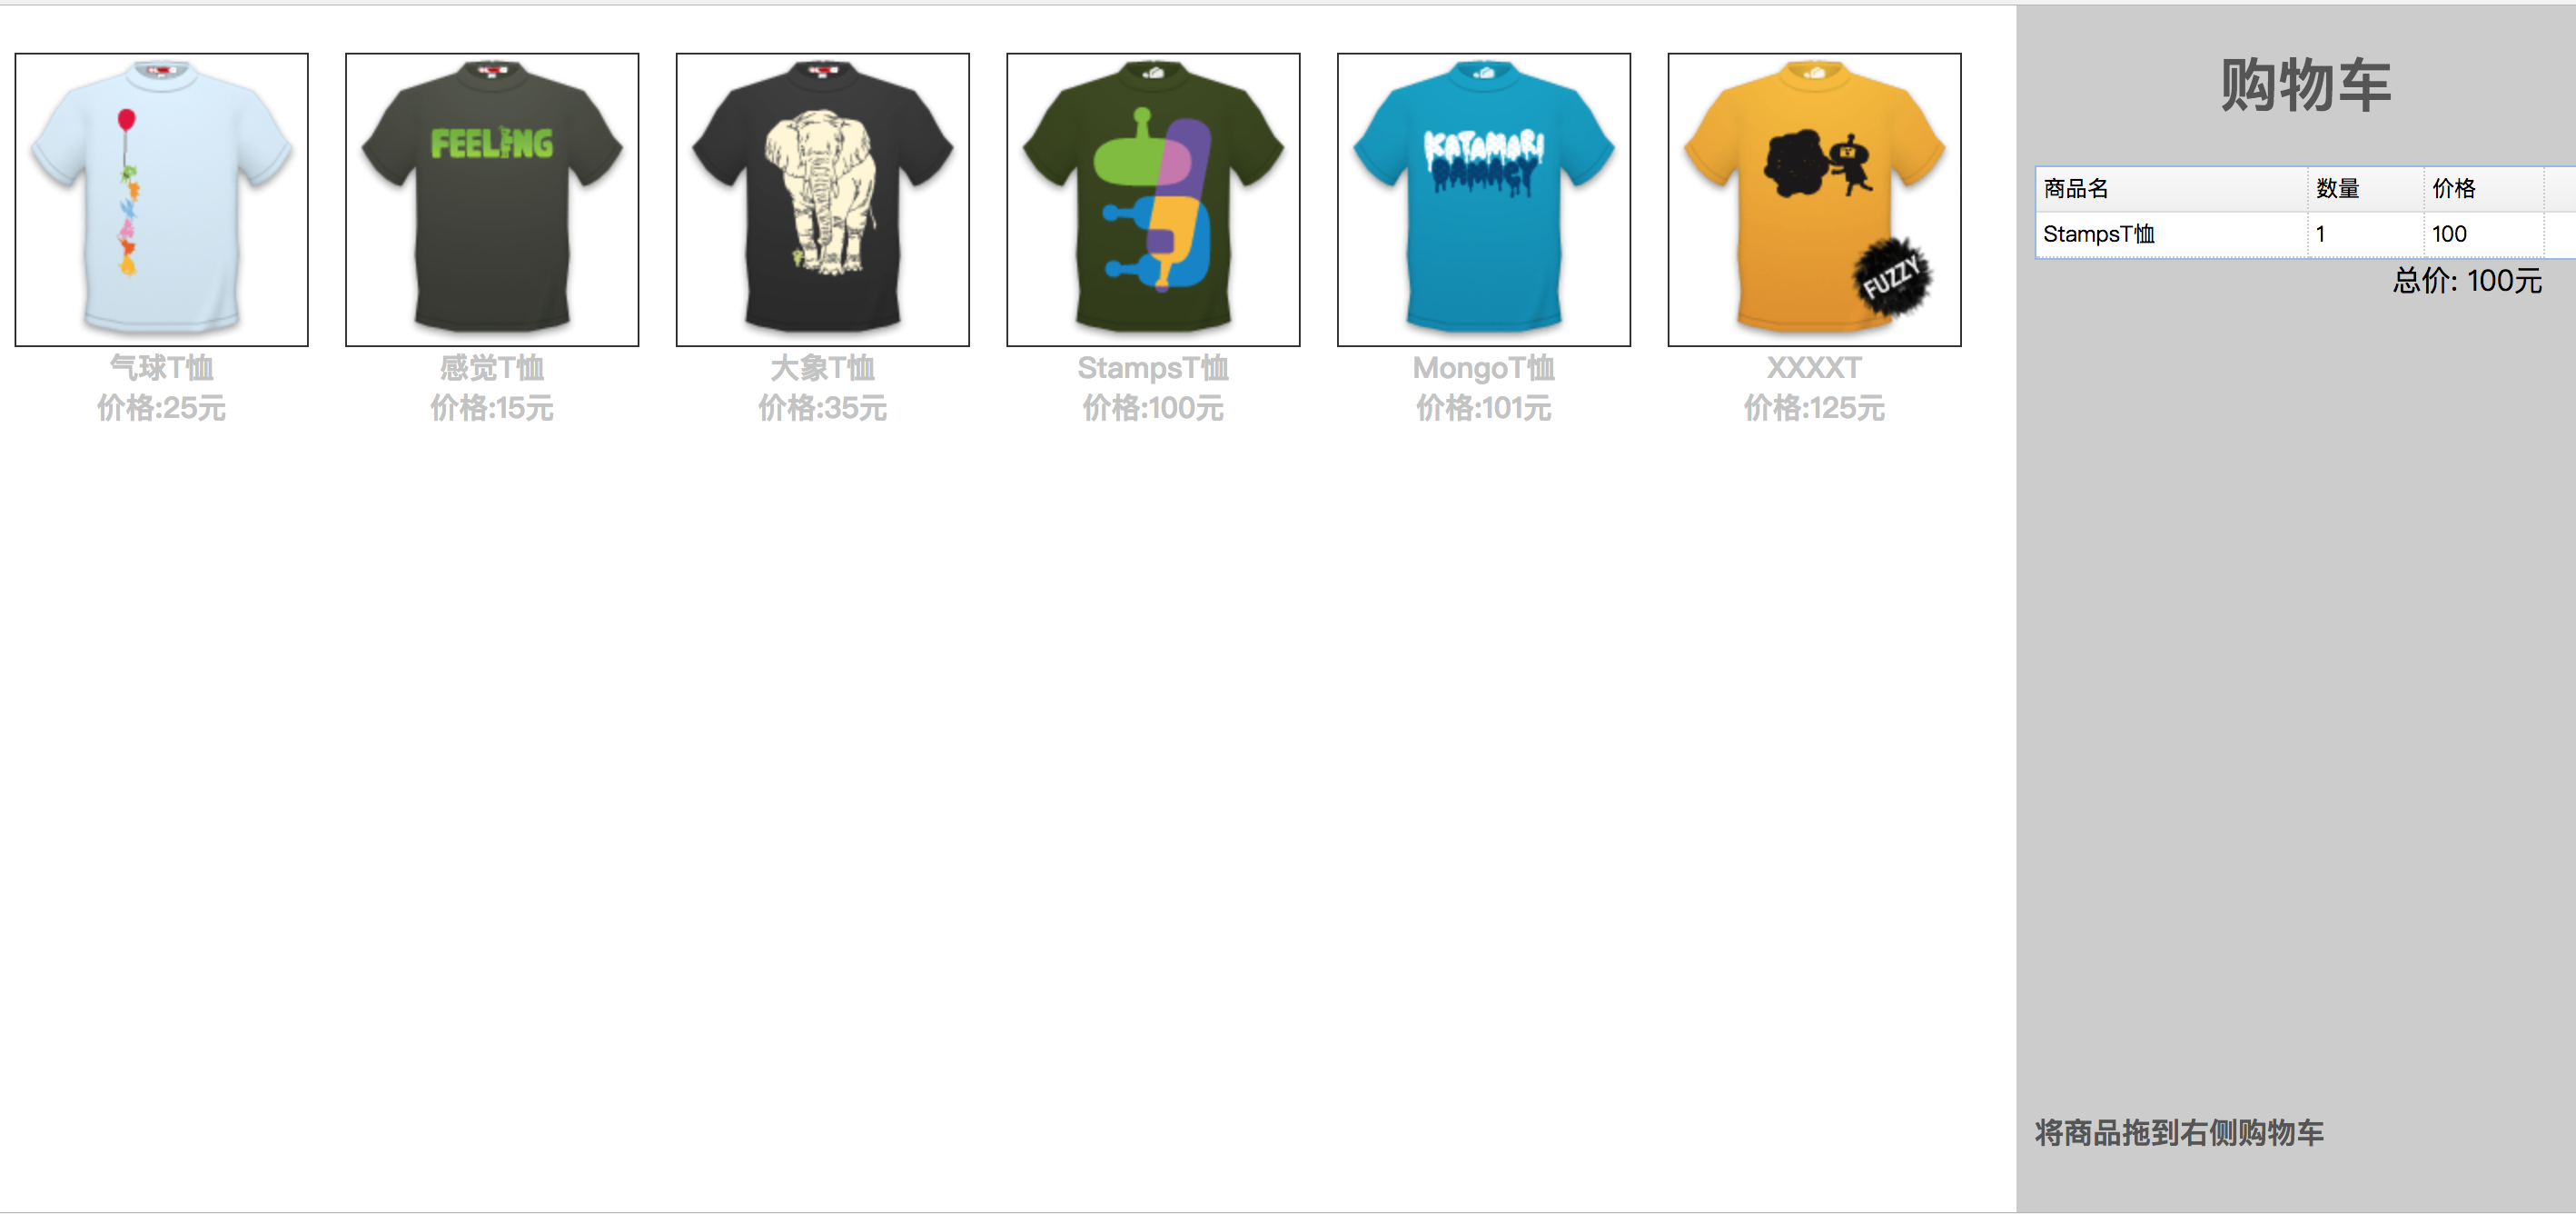 FEELING
KATAMARI
DAMACY
FUZZY
气球T恤
价格:25元
感觉T恤
价格:15元
大象T恤
价格:35元
StampsT恤
价格:100元
MongoT恤
价格:101元
XXXXT
价格:125元
购物车
商品名 数量 价格
StampsT恤 1 100
总价: 100元
将商品拖到右侧购物车